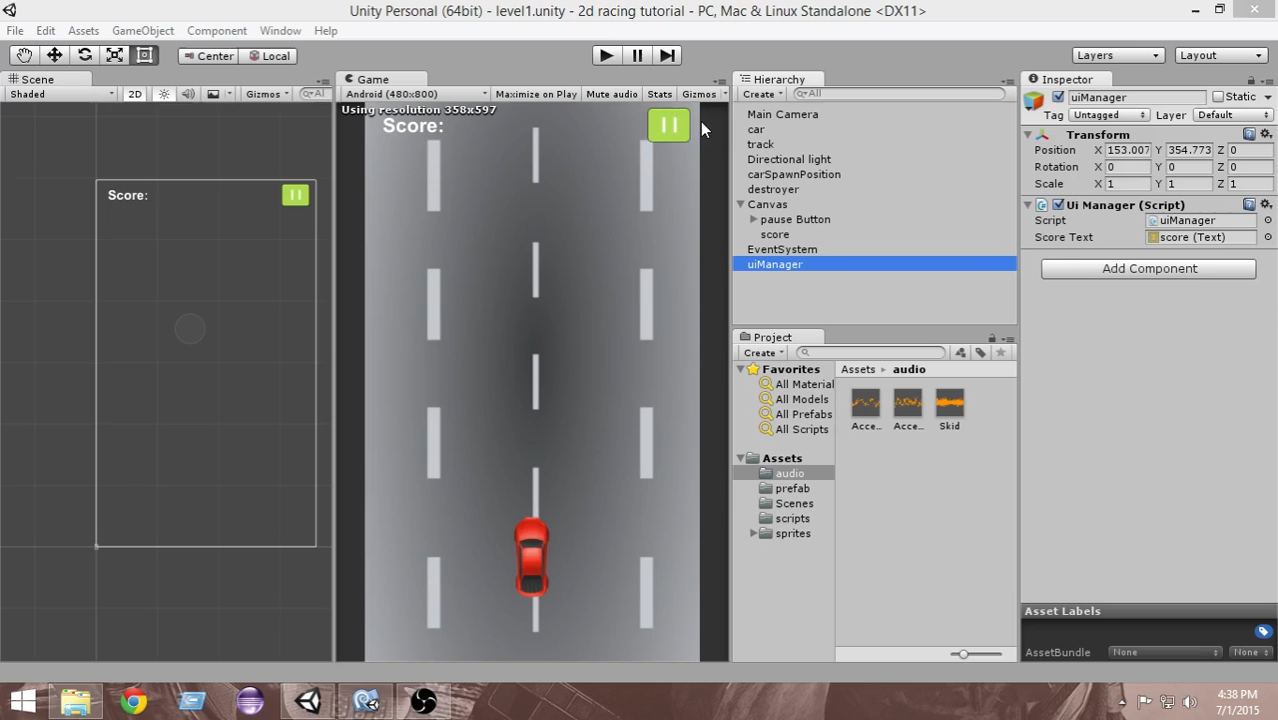 Unity Personal (64bit) - level1.unity - 2d racing tutorial - PC, Mac & Linux Standalone <DX11>
File Edit Assets GameObject Component Window Help
Center Local Layers Layout
Scene Game Hierarchy Inspector
Shaded 2D Gizmos All Android (480x800) Maximize on Play Mute audio Stats Gizmos Create All uiManager Static
Using resolution 358x597
Tag Untagged Layer Default
Score:
Main Camera
car
track
Directional light
carSpawnPosition
destroyer
Canvas
pause Button
score
EventSystem
uiManager
Transform
Position X 153.007 Y 354.773 Z 0
Rotation X 0 Y 0 Z 0
Scale X 1 Y 1 Z 1
Ui Manager (Script)
Script uiManager
Score Text score (Text)
Add Component
Score:
Project
Create
Favorites
All Material
All Models
All Prefabs
All Scripts
Assets
audio
prefab
Scenes
scripts
sprites
Assets audio
Acce... Acce... Skid
Asset Labels
AssetBundle None None
4:38 PM
7/1/2015